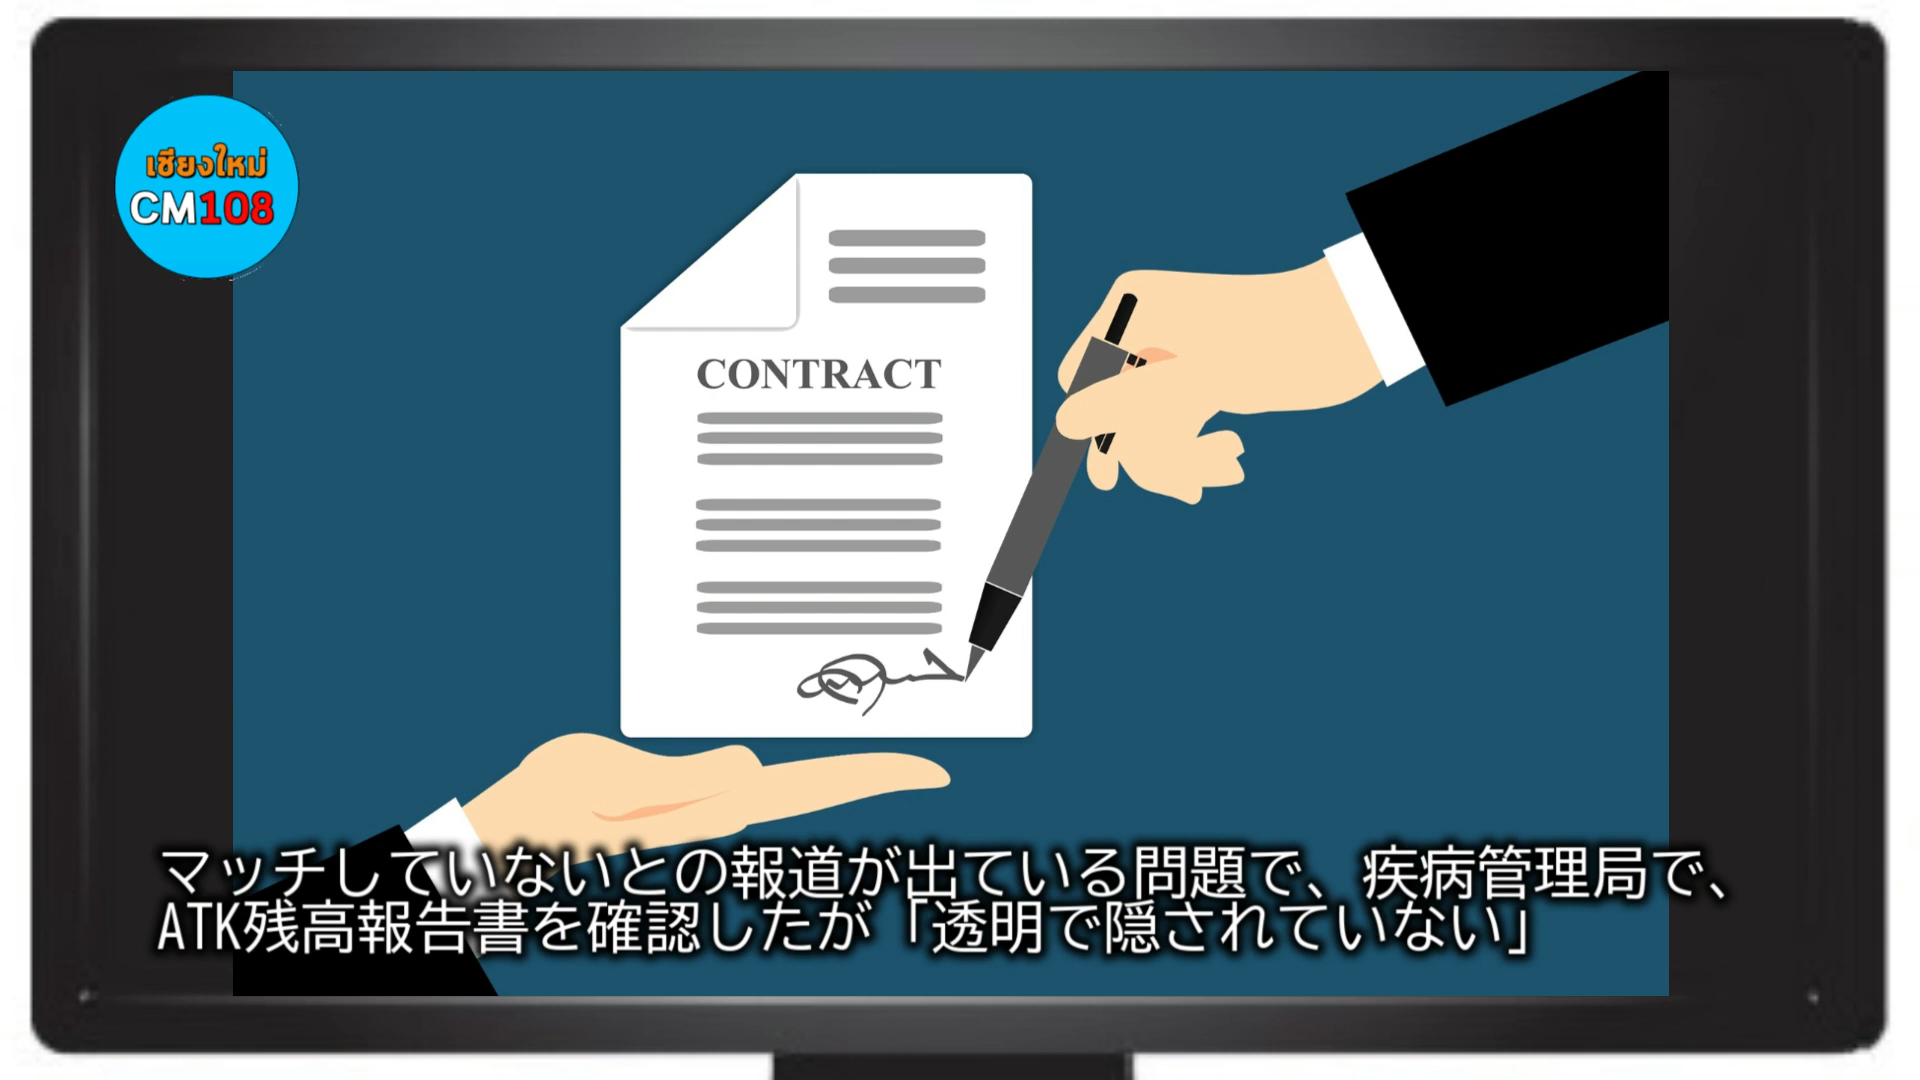 เชียงใหม่
CM108
CONTRACT
マッチしていないとの報道が出ている問題で、疾病管理局で、
ATK残高報告書を確認したが「透明で隠されていない」